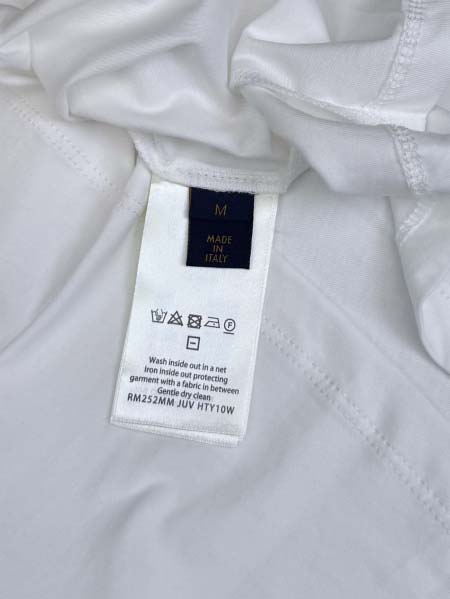 M
MADE
IN
ITALY
Wash inside out in a net
Iron inside out protecting
garment with a fabric in between
Gentle dry clean
RM252MM JUV HTY10W